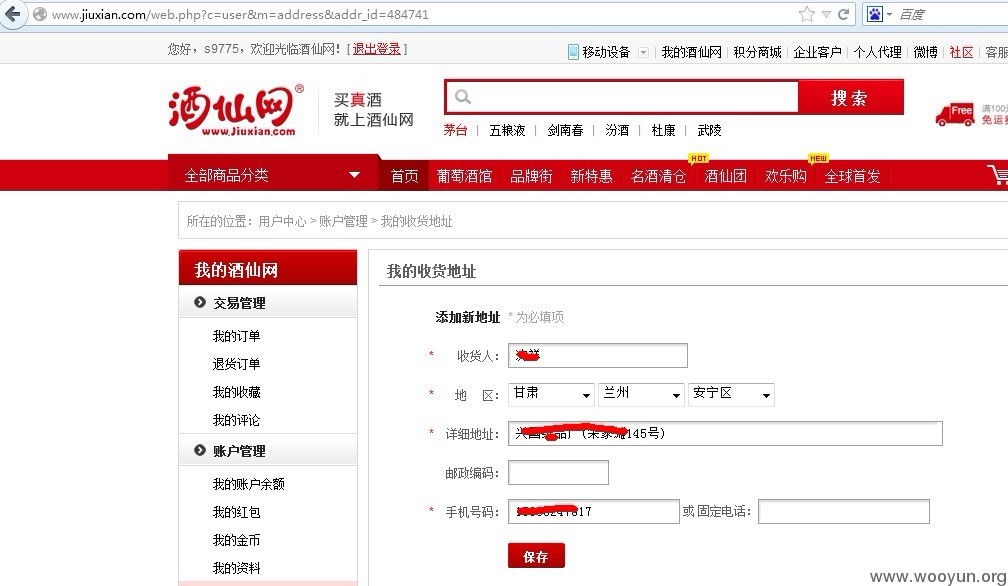 www.jiuxian.com/web.php?c=user&m=address&addr_id=484741
百度
您好，s9775，欢迎光临酒仙网！[退出登录]
移动设备 我的酒仙网 积分商城 企业客户 个人代理 微博 社区 客服
酒仙网®
www.Jiuxian.com
买真酒
就上酒仙网
搜索
Free
满100
免运
茅台 | 五粮液 | 剑南春 | 汾酒 | 杜康 | 武陵
HOT NEW
全部商品分类 首页 葡萄酒馆 品牌街 新特惠 名酒清仓 酒仙团 欢乐购 全球首发
所在的位置：用户中心 > 账户管理 > 我的收货地址
我的酒仙网
交易管理
我的订单
退货订单
我的收藏
我的评论
账户管理
我的账户余额
我的红包
我的金币
我的资料
我的收货地址
添加新地址 *为必填项
* 收货人：
* 地 区： 甘肃 兰州 安宁区
* 详细地址： 145号)
邮政编码：
* 手机号码： 17 或固定电话：
保存
www.wooyun.org